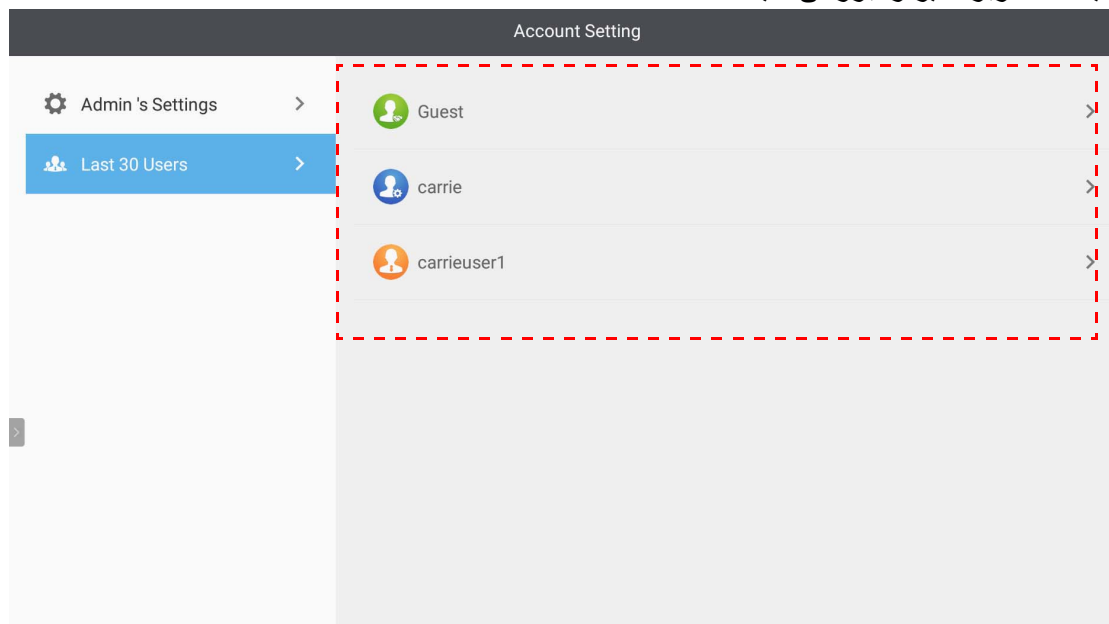 Account Setting
Admin 's Settings
Last 30 Users
Guest
carrie
carrieuser1